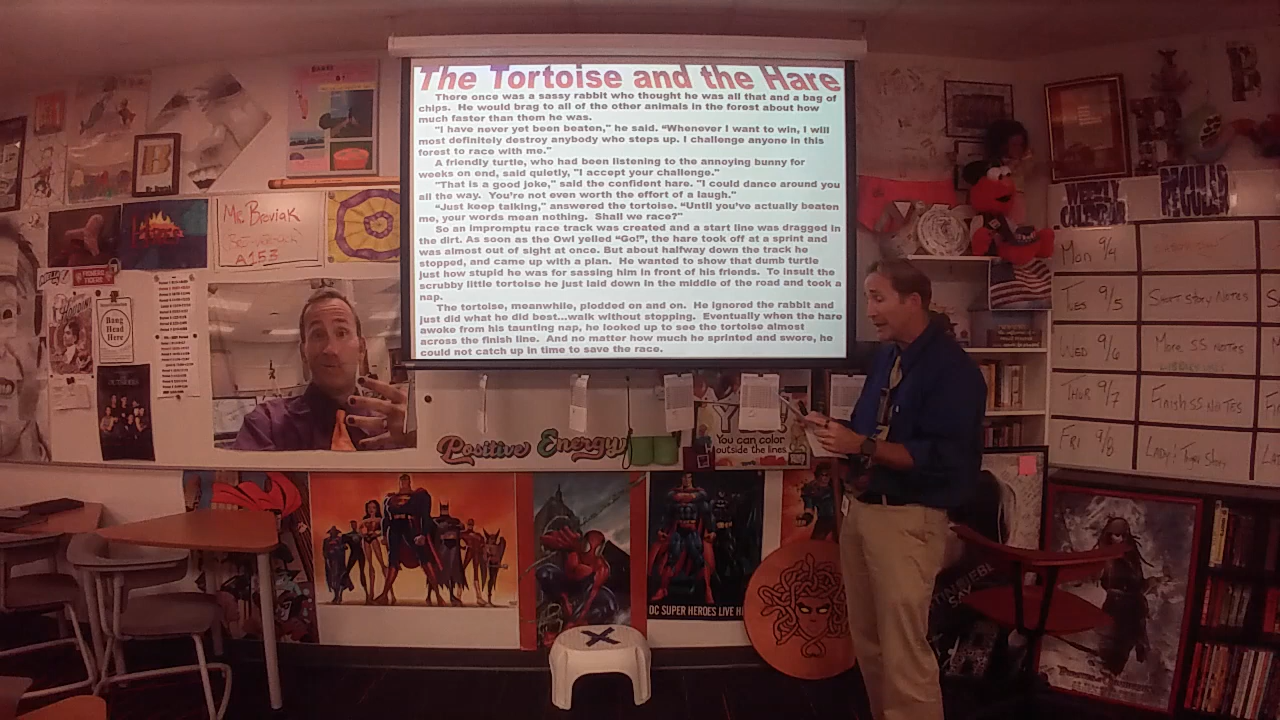 The Tortoise and the Hare
There once was a sassy rabbit who thought he was all that and a bag of
chips. He would brag to all of the other animals in the forest about how
much faster than them he was.
"I have never yet been beaten," he said. "Whenever I want to win, I will
most definitely destroy anybody who steps up. I challenge anyone in this
forest to race with me."
A friendly turtle, who had been listening to the annoying bunny for
weeks on end, said quietly, "I accept your challenge."
"That is a good joke," said the confident hare. "I could dance around you
all the way. You're not even worth the effort of a laugh."
"Just keep talking," answered the tortoise. "Until you've actually beaten
me, your words mean nothing. Shall we race?"
So an impromptu race track was created and a start line was dragged in
the dirt. As soon as the Owl yelled "Go!", the hare took off at a sprint and
was almost out of sight at once. But about halfway down the track he
stopped, and came up with a plan. He wanted to show that dumb turtle
just how stupid he was for sassing him in front of his friends. To insult the
scrubby little tortoise he just laid down in the middle of the road and took a
nap.
The tortoise, meanwhile, plodded on and on. He ignored the rabbit and
just did what he did best...walk without stopping. Eventually when the hare
awoke from his taunting nap, he looked up to see the tortoise almost
across the finish line. And no matter how much he sprinted and swore, he
could not catch up in time to save the race.
Mr. Broviak
A153
Bang
Head
Here
Positive Energy
You can color
outside the lines
DC SUPER HEROES LIVE H
WEEKLY
CALENDAR
MON 9/4
TUES 9/5
SHORT STORY NOTES
WED 9/6
MORE SS NOTES
THUR 9/7
FINISH SS NOTES
FRI 9/8
LADY; TIGER STORY
B
B